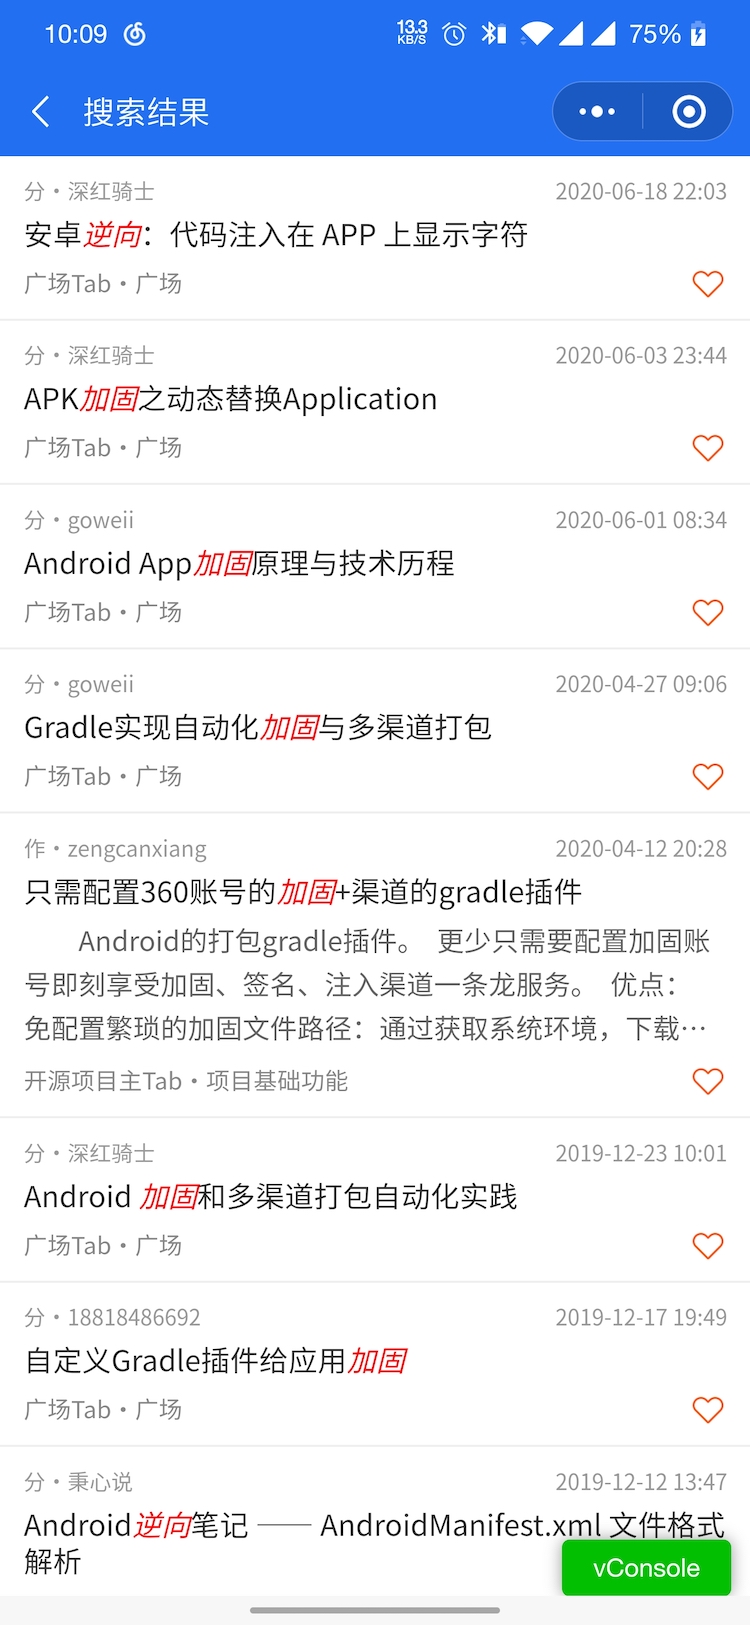 10:09
13.3 KB/S
75%
搜索结果
分·深红骑士 2020-06-18 22:03
安卓逆向：代码注入在 APP 上显示字符
广场Tab·广场
分·深红骑士 2020-06-03 23:44
APK加固之动态替换Application
广场Tab·广场
分·goweii 2020-06-01 08:34
Android App加固原理与技术历程
广场Tab·广场
分·goweii 2020-04-27 09:06
Gradle实现自动化加固与多渠道打包
广场Tab·广场
作·zengcanxiang 2020-04-12 20:28
只需配置360账号的加固+渠道的gradle插件
Android的打包gradle插件。 更少只需要配置加固账
号即刻享受加固、签名、注入渠道一条龙服务。 优点：
免配置繁琐的加固文件路径：通过获取系统环境，下载…
开源项目主Tab·项目基础功能
分·深红骑士 2019-12-23 10:01
Android 加固和多渠道打包自动化实践
广场Tab·广场
分·18818486692 2019-12-17 19:49
自定义Gradle插件给应用加固
广场Tab·广场
分·秉心说 2019-12-12 13:47
Android逆向笔记 —— AndroidManifest.xml 文件格式
解析
vConsole